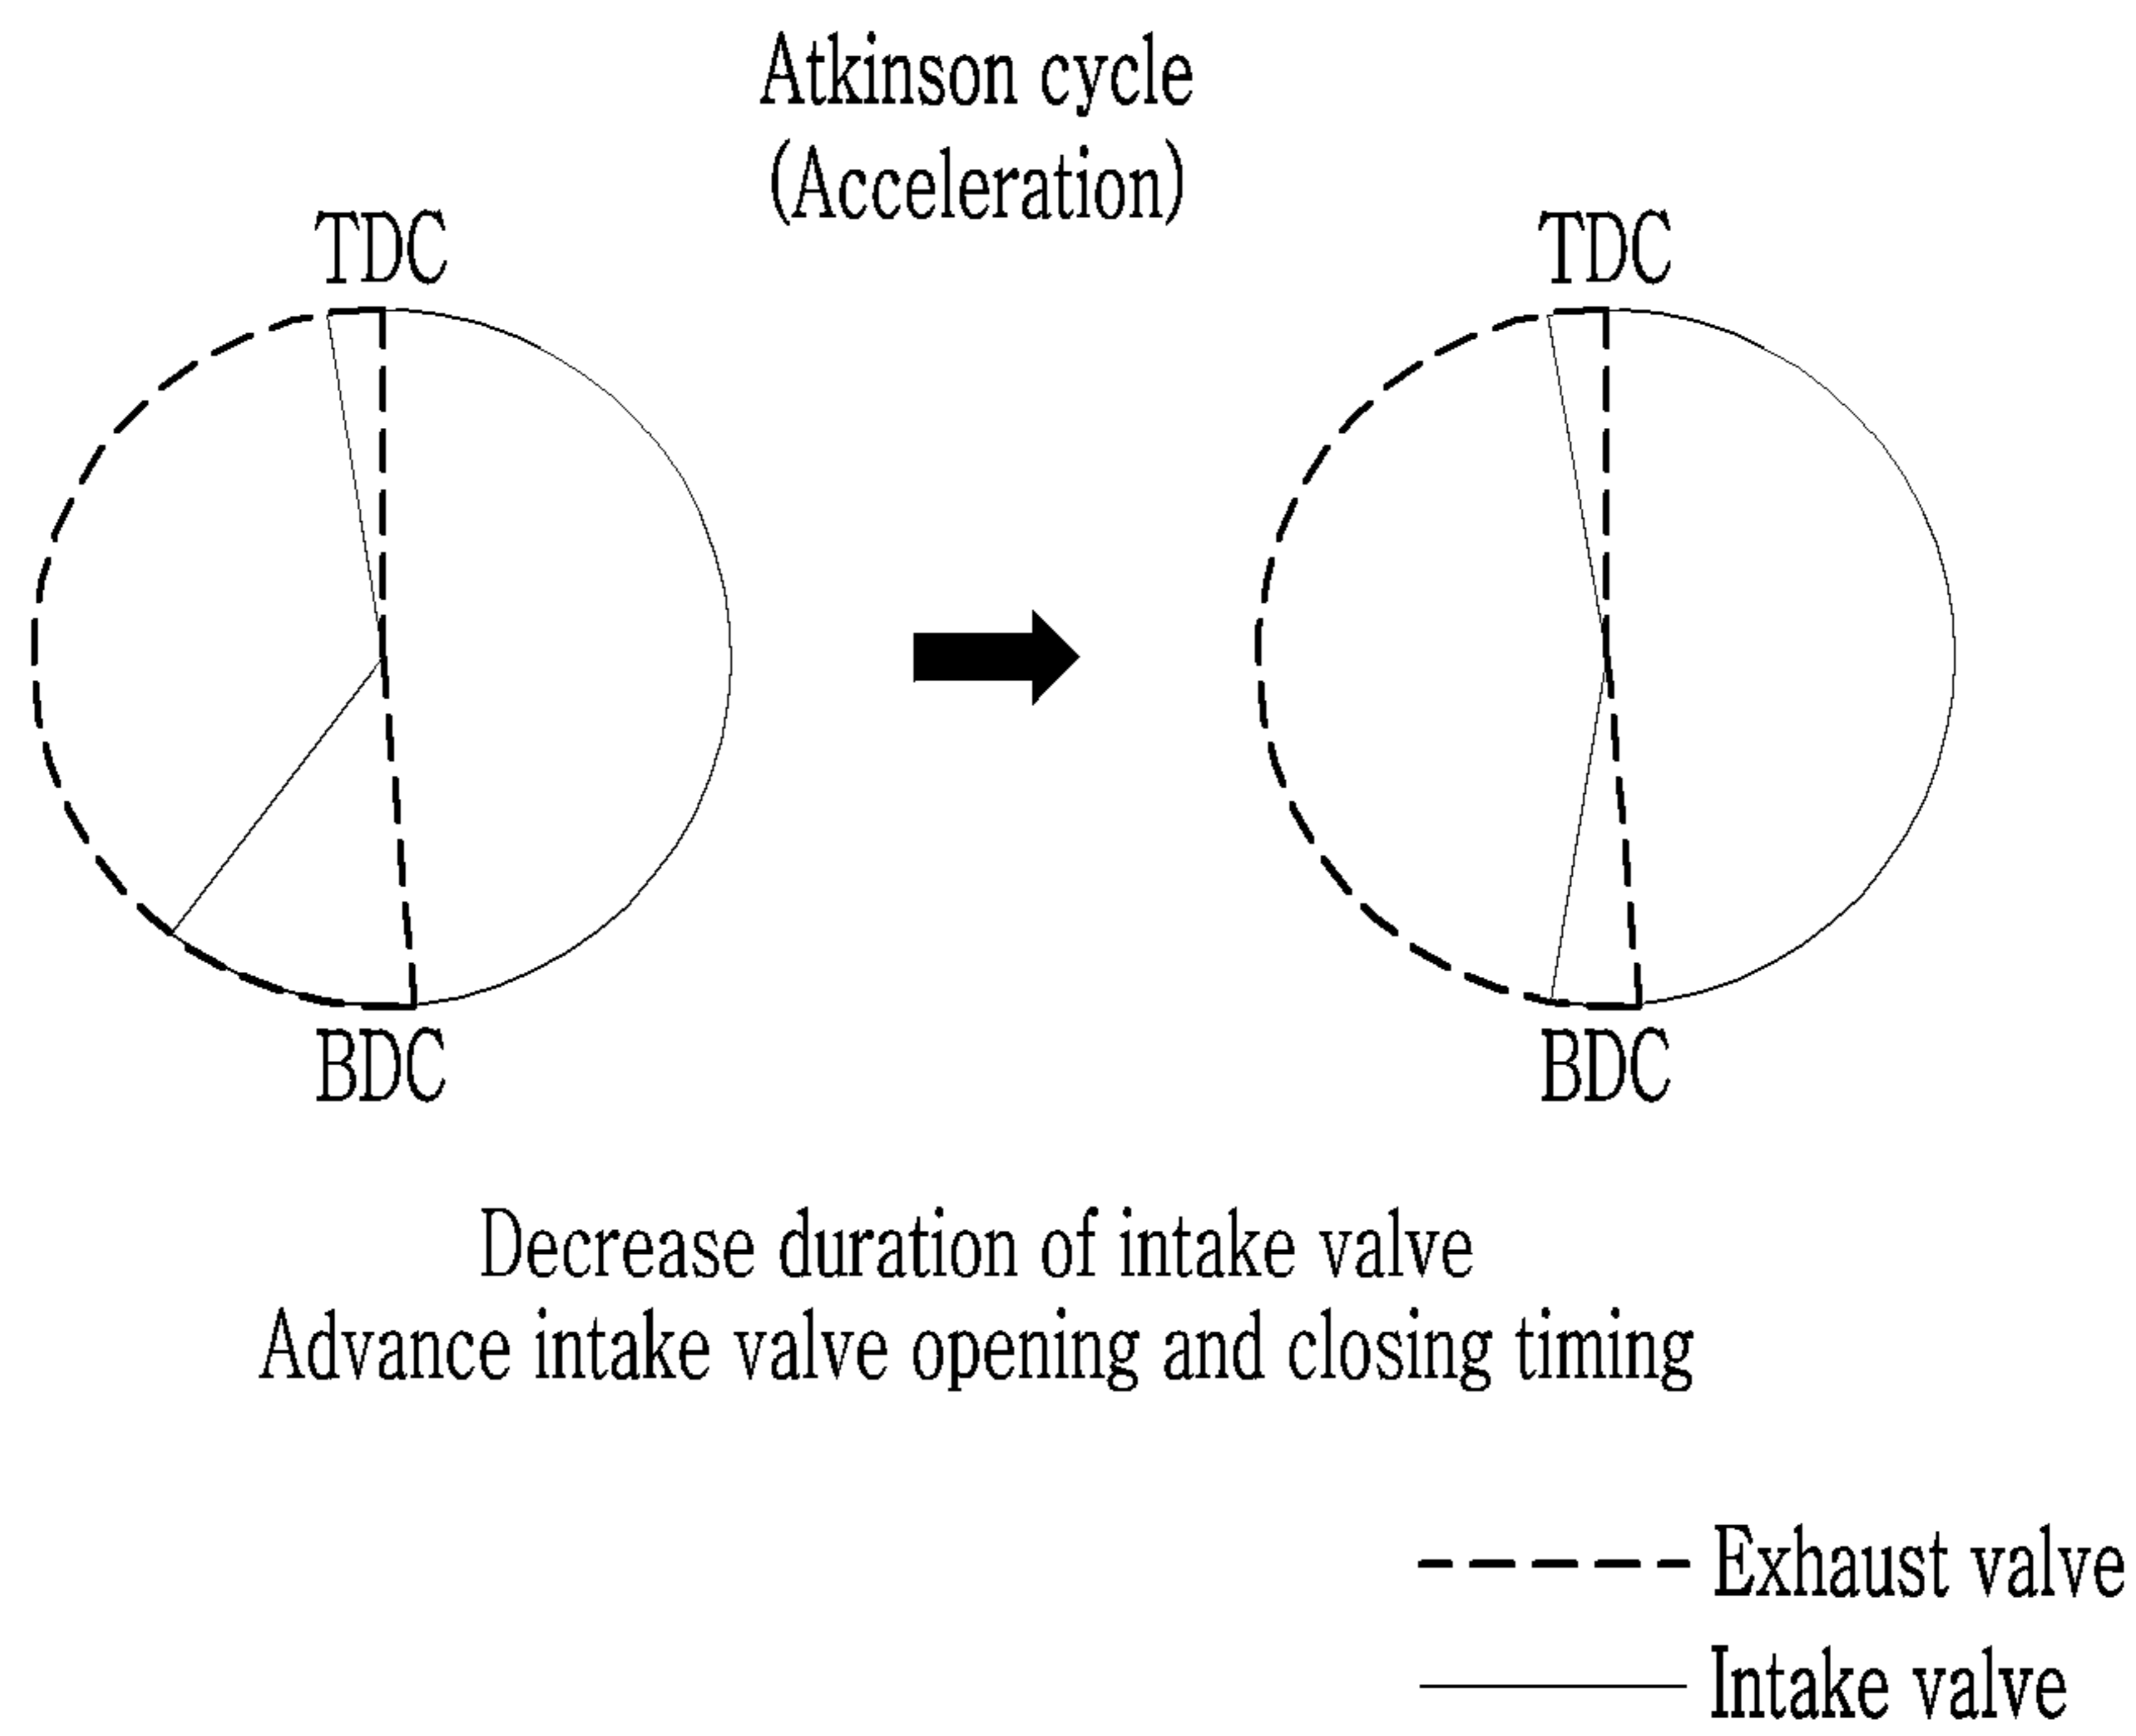 Atkinson cycle
(Acceleration)
TDC
TDC
BDC
BDC
Decrease duration of intake valve
Advance intake valve opening and closing timing
Exhaust valve
Intake valve